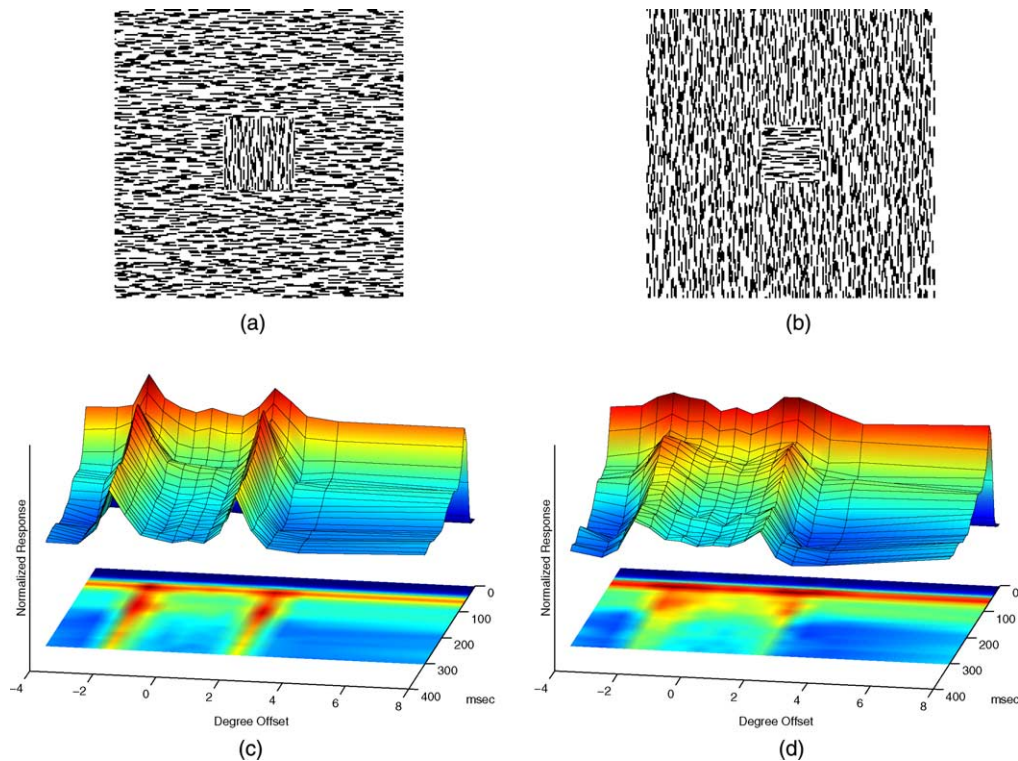 (a)
(b)
Normalized Response
0
100
200
300
400
msec
−4
−2
0
2
4
6
8
Degree Offset
(c)
Normalized Response
0
100
200
300
400
msec
−4
−2
0
2
4
6
8
Degree Offset
(d)